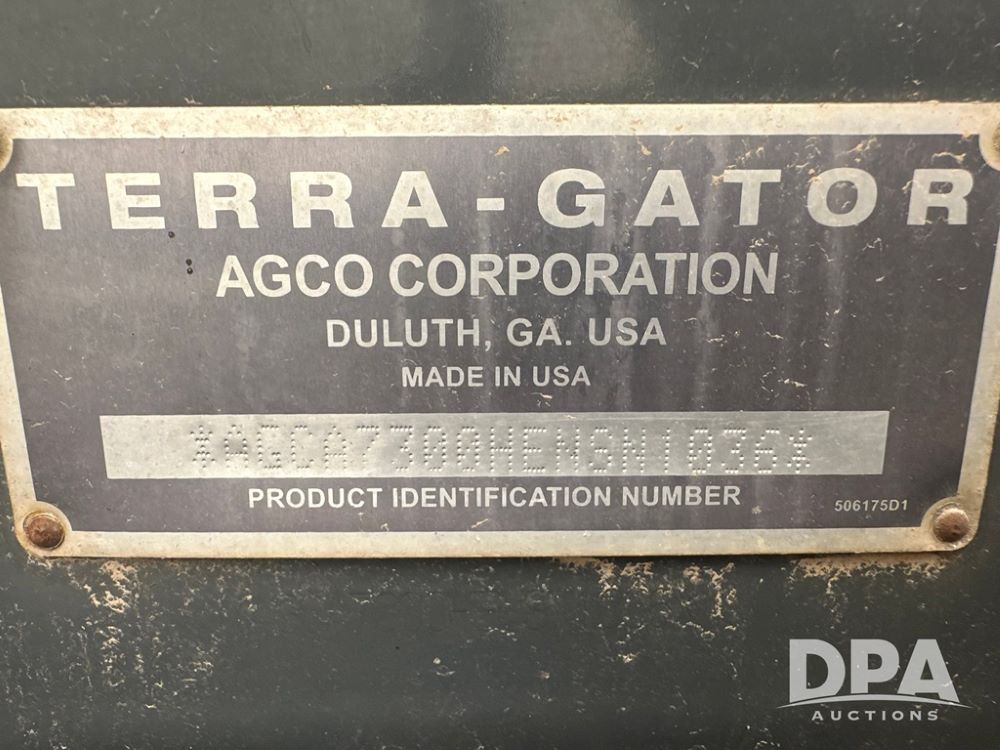 TERRA-GATOR
AGCO CORPORATION
DULUTH, GA. USA
MADE IN USA
*AGCA7300HENSN1036*
PRODUCT IDENTIFICATION NUMBER
506175D1
DPA
AUCTIONS